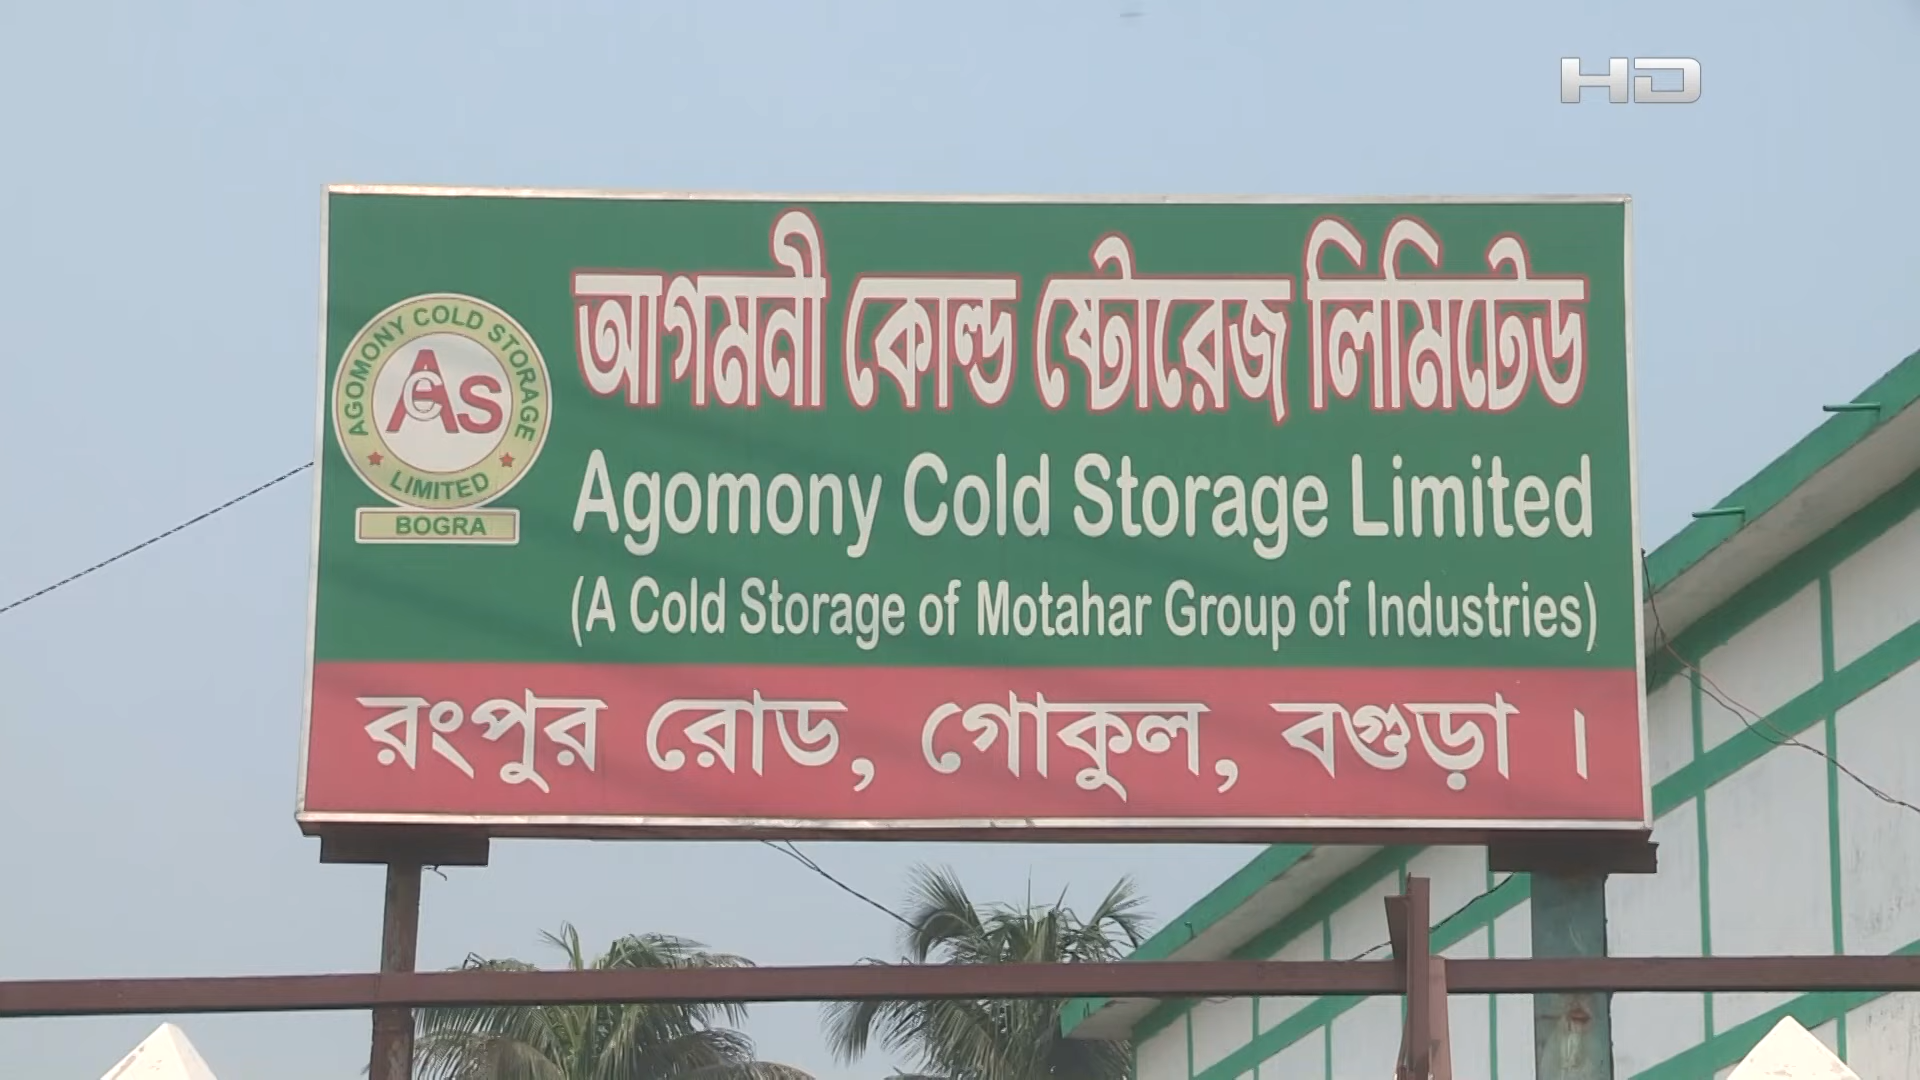 HD
আগমনী কোল্ড ষ্টোরেজ লিমিটেড
AGOMONY COLD STORAGE
ACS
LIMITED
BOGRA
Agomony Cold Storage Limited
(A Cold Storage of Motahar Group of Industries)
রংপুর রোড, গোকুল, বগুড়া ।